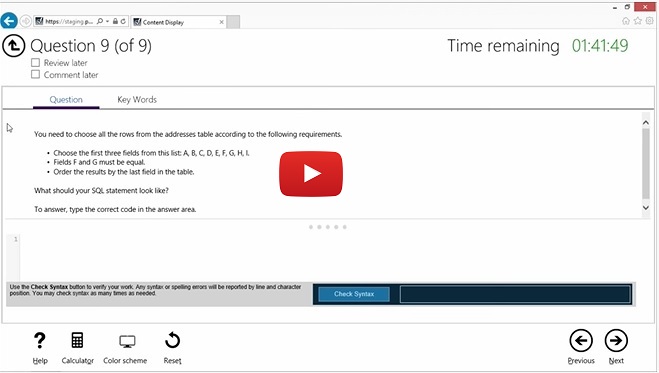 https://staging.p...
Content Display
Question 9 (of 9)
Time remaining 01:41:49
Review later
Comment later
Question Key Words
You need to choose all the rows from the addresses table according to the following requirements.
• Choose the first three fields from this list: A, B, C, D, E, F, G, H, I.
• Fields F and G must be equal.
• Order the results by the last field in the table.
What should your SQL statement look like?
To answer, type the correct code in the answer area.
1
Use the Check Syntax button to verify your work. Any syntax or spelling errors will be reported by line and character
position. You may check syntax as many times as needed.
Check Syntax
Help Calculator Color scheme Reset Previous Next